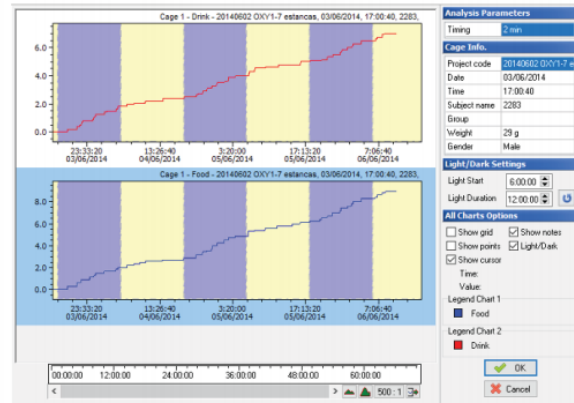 Cage 1 - Drink - 20140602 OXY1-7 estancas, 03/06/2014, 17:00:40, 2283,
6.0
4.0
2.0
0.0
23:33:20 13:26:40 3:20:00 17:13:20 7:06:40
03/06/2014 04/06/2014 05/06/2014 05/06/2014 06/06/2014
Cage 1 - Food - 20140602 OXY1-7 estancas, 03/06/2014, 17:00:40, 2283,
8.0
6.0
4.0
2.0
0.0
23:33:20 13:26:40 3:20:00 17:13:20 7:06:40
03/06/2014 04/06/2014 05/06/2014 05/06/2014 06/06/2014
00:00:00 12:00:00 24:00:00 36:00:00 48:00:00 60:00:00
500 : 1
Analysis Parameters
Timing 2 min
Cage Info.
Project code 20140602 OXY1-7 e
Date 03/06/2014
Time 17:00:40
Subject name 2283
Group
Weight 29 g
Gender Male
Light/Dark Settings
Light Start 6:00:00
Light Duration 12:00:00
All Charts Options
Show grid Show notes
Show points Light/Dark
Show cursor
Time:
Value:
Legend Chart 1
Food
Legend Chart 2
Drink
OK
Cancel